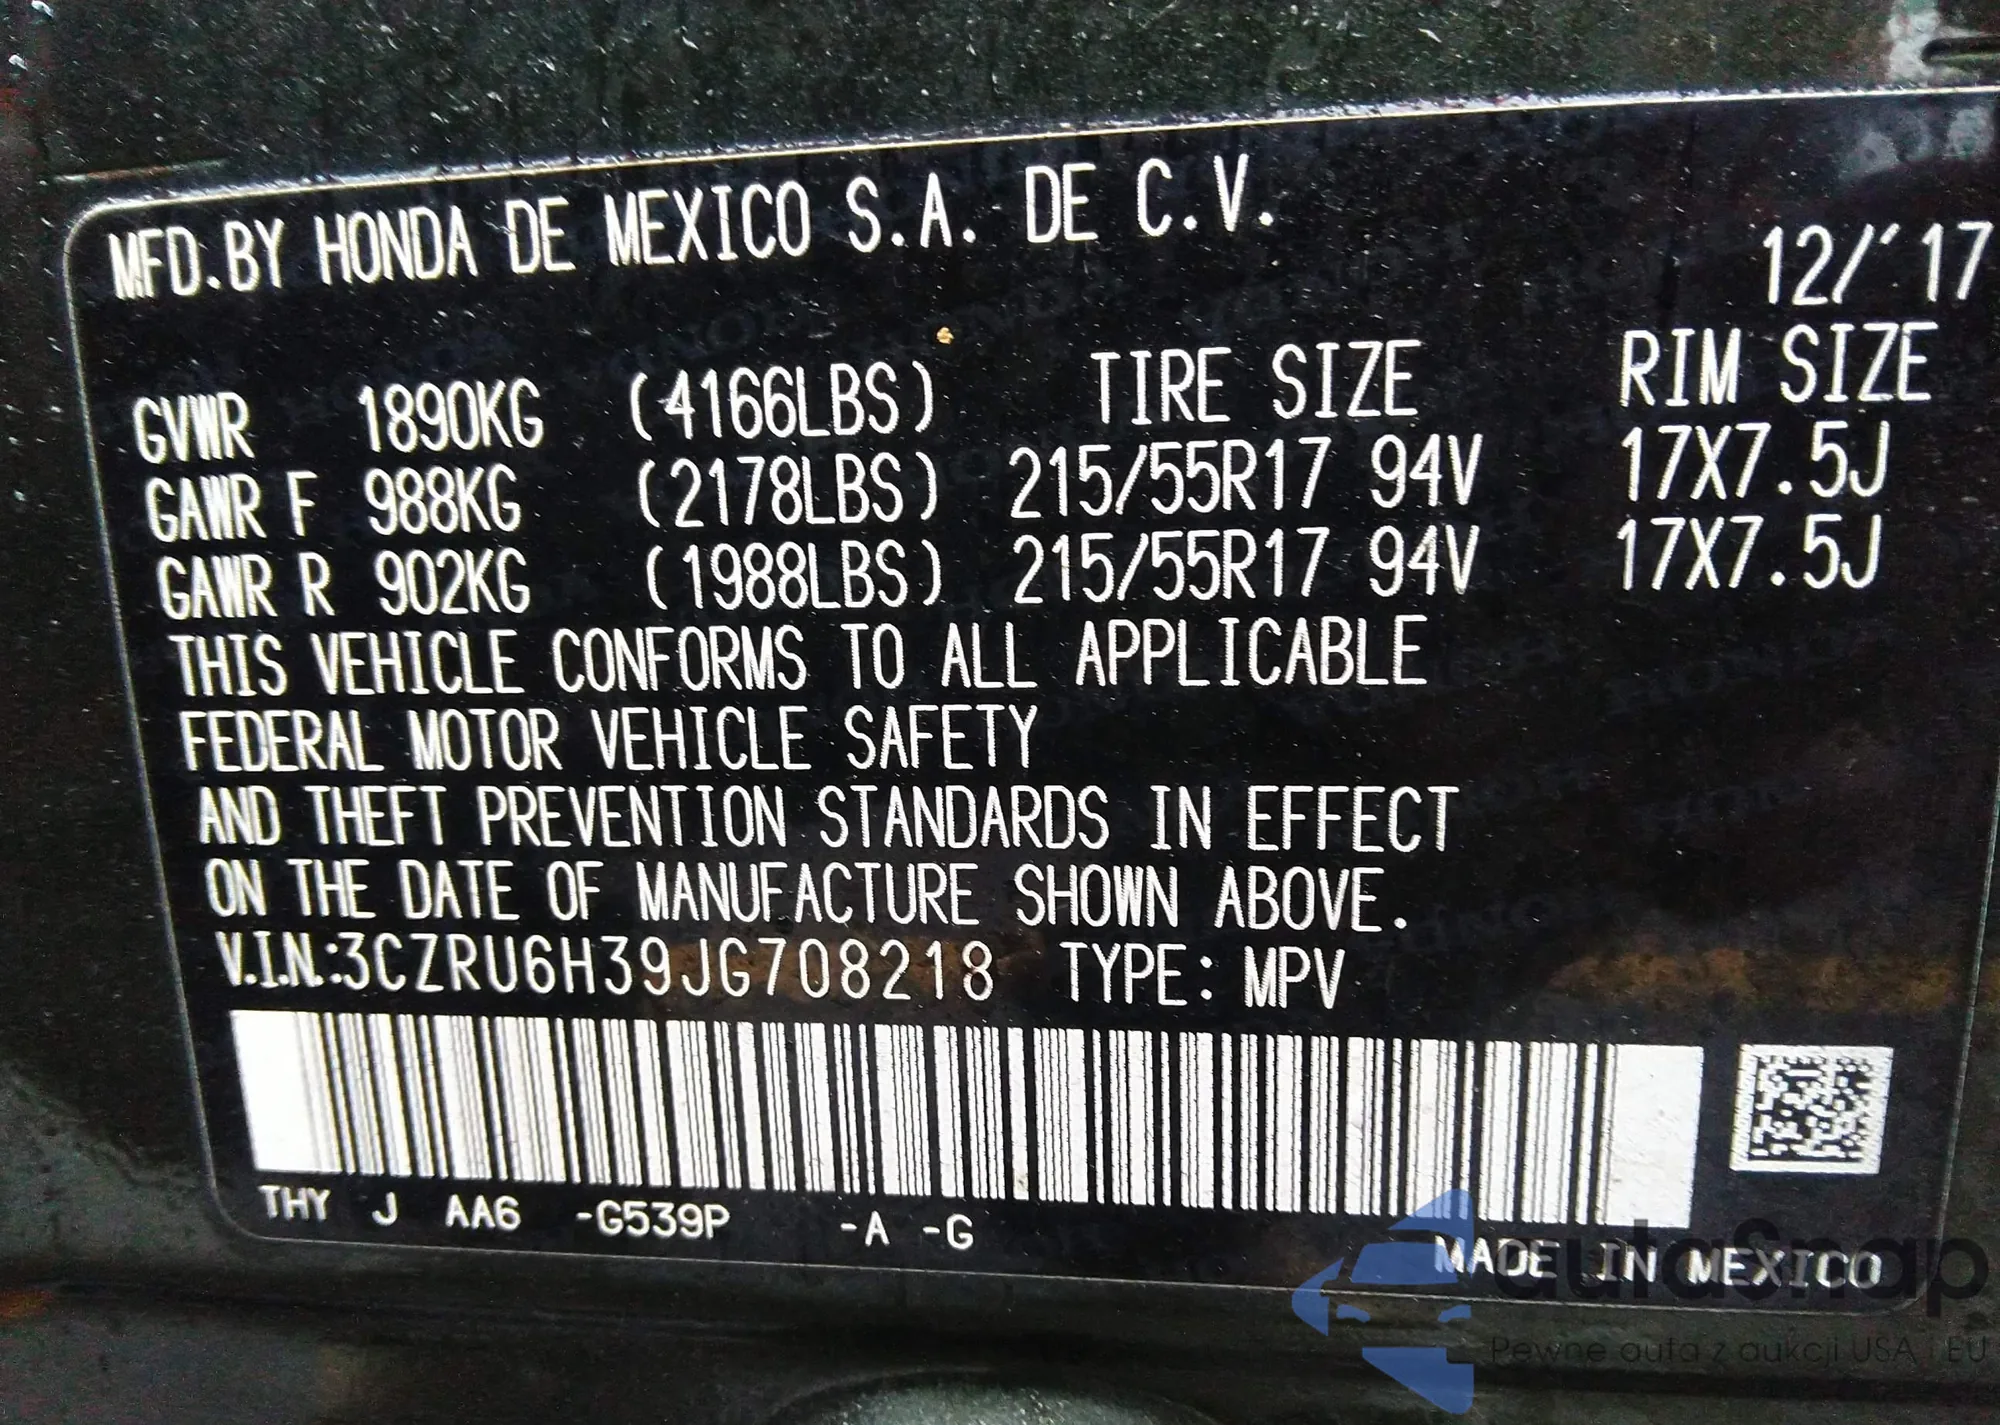 MFD.BY HONDA DE MEXICO S.A. DE C.V.
12/'17
GVWR 1890KG (4166LBS) TIRE SIZE RIM SIZE
GAWR F 988KG (2178LBS) 215/55R17 94V 17X7.5J
GAWR R 902KG (1988LBS) 215/55R17 94V 17X7.5J
THIS VEHICLE CONFORMS TO ALL APPLICABLE
FEDERAL MOTOR VEHICLE SAFETY
AND THEFT PREVENTION STANDARDS IN EFFECT
ON THE DATE OF MANUFACTURE SHOWN ABOVE.
V.I.N.:3CZRU6H39JG708218 TYPE: MPV
THY J AA6 -G539P -A -G
MADE IN MEXICO
autasnap
Pewne auta z aukcji USA i EU